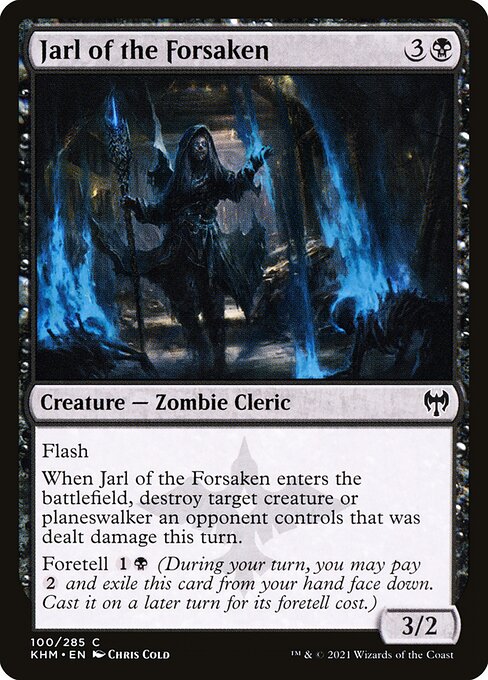 Jarl of the Forsaken 3
Creature — Zombie Cleric
Flash
When Jarl of the Forsaken enters the
battlefield, destroy target creature or
planeswalker an opponent controls that was
dealt damage this turn.
Foretell 1 (During your turn, you may pay
2 and exile this card from your hand face down.
Cast it on a later turn for its foretell cost.)
3/2
100/285 C
KHM • EN Chris Cold
™ & © 2021 Wizards of the Coast